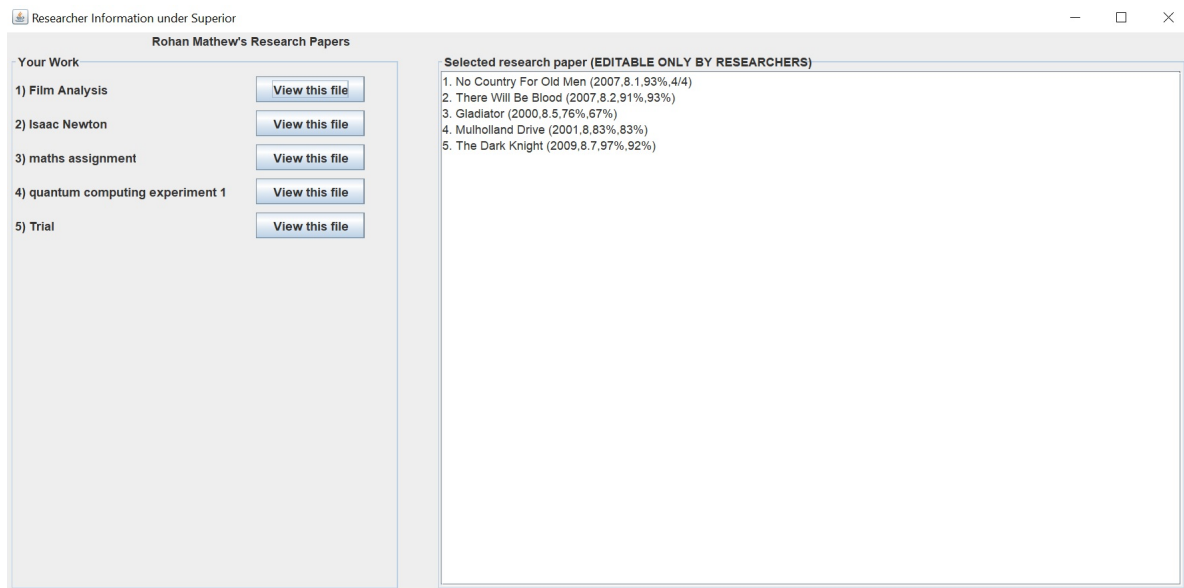 Researcher Information under Superior
Rohan Mathew's Research Papers
Your Work
1) Film Analysis
View this file
2) Isaac Newton
View this file
3) maths assignment
View this file
4) quantum computing experiment 1
View this file
5) Trial
View this file
Selected research paper (EDITABLE ONLY BY RESEARCHERS)
1. No Country For Old Men (2007,8.1,93%,4/4)
2. There Will Be Blood (2007,8.2,91%,93%)
3. Gladiator (2000,8.5,76%,67%)
4. Mulholland Drive (2001,8,83%,83%)
5. The Dark Knight (2009,8.7,97%,92%)